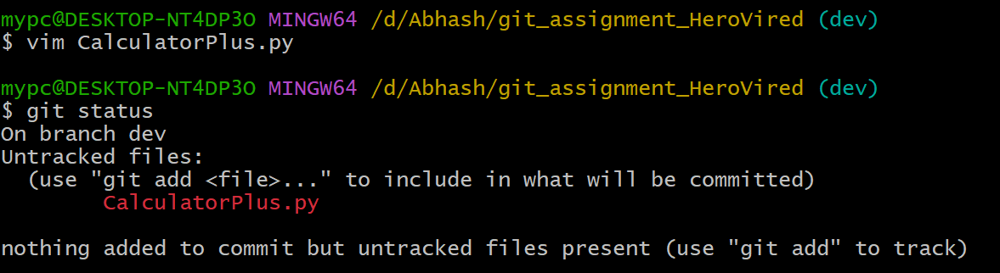 mypc@DESKTOP-NT4DP3O MINGW64 /d/Abhash/git_assignment_HeroVired (dev)
$ vim CalculatorPlus.py
mypc@DESKTOP-NT4DP3O MINGW64 /d/Abhash/git_assignment_HeroVired (dev)
$ git status
On branch dev
Untracked files:
  (use "git add <file>..." to include in what will be committed)
        CalculatorPlus.py
nothing added to commit but untracked files present (use "git add" to track)